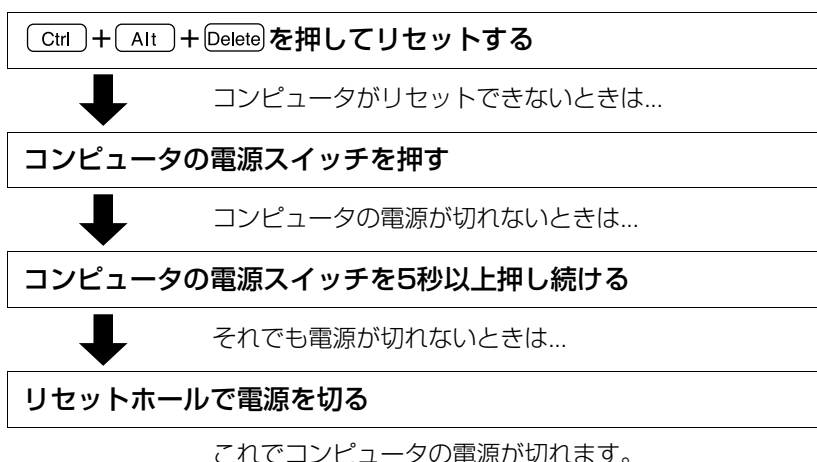 Ctrl＋Alt＋Deleteを押してリセットする
コンピュータがリセットできないときは...
コンピュータの電源スイッチを押す
コンピュータの電源が切れないときは...
コンピュータの電源スイッチを5秒以上押し続ける
それでも電源が切れないときは...
リセットホールで電源を切る
これでコンピュータの電源が切れます。